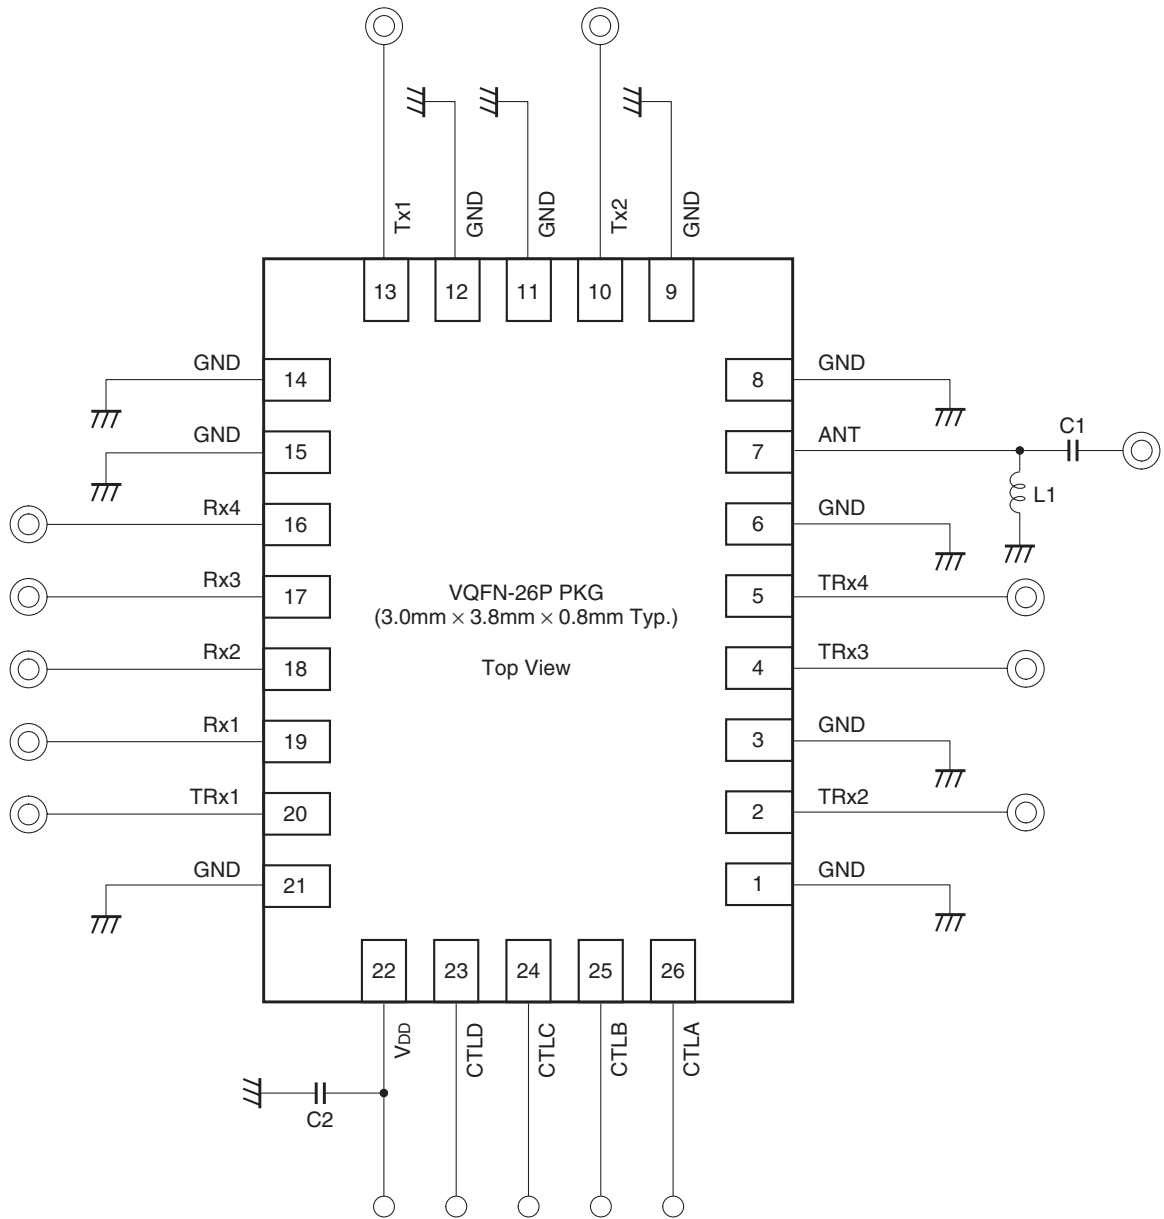 Tx1
GND
GND
Tx2
GND
13
12
11
10
9
GND
14
8
GND
GND
15
7
ANT
C1
Rx4
16
6
GND
L1
Rx3
17
VQFN-26P PKG
5
TRx4
(3.0mm × 3.8mm × 0.8mm Typ.)
Rx2
18
Top View
4
TRx3
Rx1
19
3
GND
TRx1
20
2
TRx2
GND
21
1
GND
22
23
24
25
26
VDD
CTLD
CTLC
CTLB
CTLA
C2